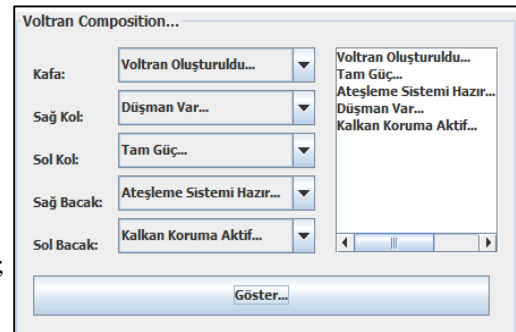 Voltran Composition...
Kafa: Voltran Oluşturuldu...
Sağ Kol: Düşman Var...
Sol Kol: Tam Güç...
Sağ Bacak: Ateşleme Sistemi Hazır...
Sol Bacak: Kalkan Koruma Aktif...
Voltran Oluşturuldu...
Tam Güç...
Ateşleme Sistemi Hazır...
Düşman Var...
Kalkan Koruma Aktif...
;
Göster...